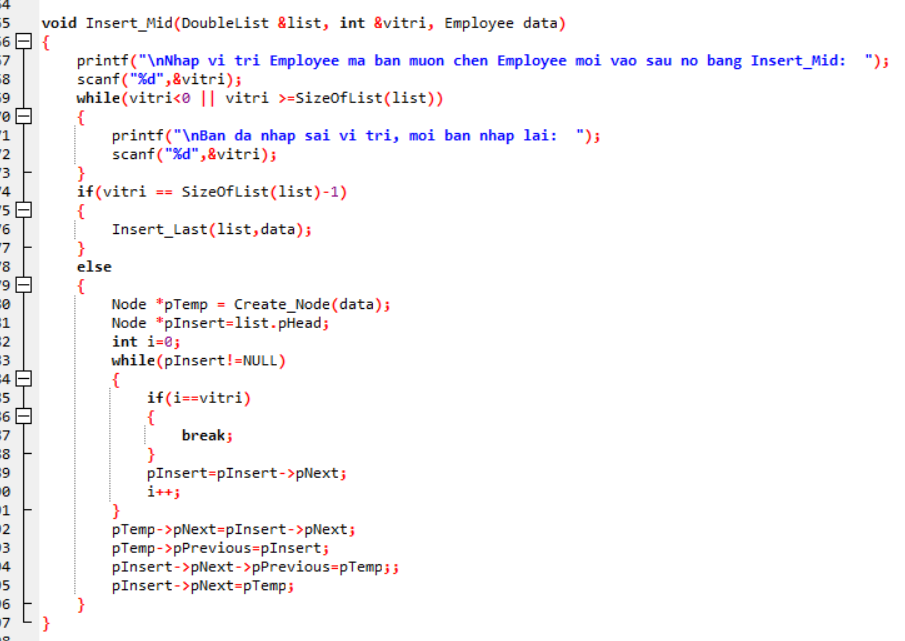 void Insert_Mid(DoubleList &list, int &vitri, Employee data)
{
    printf("\nNhap vi tri Employee ma ban muon chen Employee moi vao sau no bang Insert_Mid:  ");
    scanf("%d",&vitri);
    while(vitri<0 || vitri >=SizeOfList(list))
    {
        printf("\nBan da nhap sai vi tri, moi ban nhap lai:  ");
        scanf("%d",&vitri);
    }
    if(vitri == SizeOfList(list)-1)
    {
        Insert_Last(list,data);
    }
    else
    {
        Node *pTemp = Create_Node(data);
        Node *pInsert=list.pHead;
        int i=0;
        while(pInsert!=NULL)
        {
            if(i==vitri)
            {
                break;
            }
            pInsert=pInsert->pNext;
            i++;
        }
        pTemp->pNext=pInsert->pNext;
        pTemp->pPrevious=pInsert;
        pInsert->pNext->pPrevious=pTemp;;
        pInsert->pNext=pTemp;
    }
}